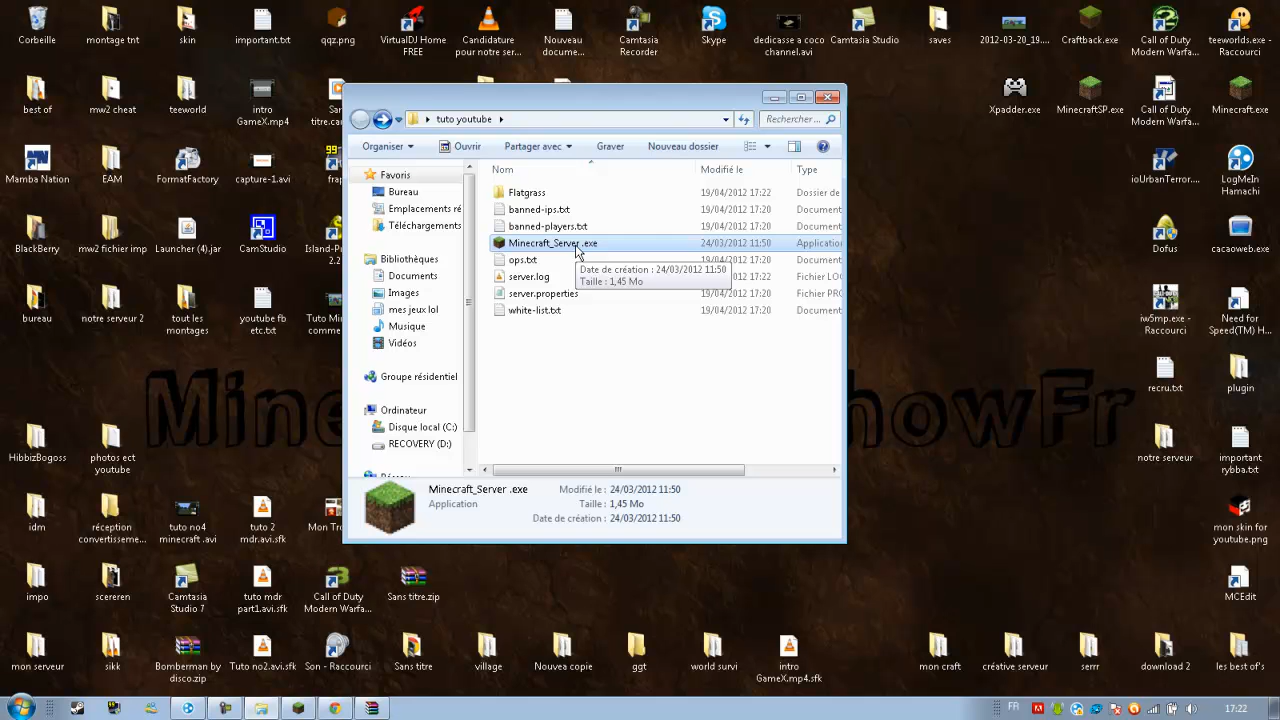 Corbeille
montage tnt
skin
important.txt
qqz.png
VirtualDJ Home
FREE
Candidature
pour notre ser...
Nouveau
docume...
Camtasia
Recorder
Skype
dedicasse a coco
channel.avi
Camtasia Studio
saves
2012-03-20_19....
Craftback.exe
Call of Duty
Modern Warfa...
teeworlds.exe -
Raccourci
best of
mw2 cheat
teeworld
intro
GameX.mp4
titre.cam...
Xpadder.exe
MinecraftSP.exe
Call of Duty
Modern Warfa...
Minecraft.exe
tuto youtube
Rechercher...
Organiser
Ouvrir
Partager avec
Graver
Nouveau dossier
Nom
Modifié le
Type
Favoris
Bureau
Emplacements ré
Téléchargements
Bibliothèques
Documents
Images
mes jeux lol
Musique
Vidéos
Groupe résidentiel
Ordinateur
Disque local (C:)
RECOVERY (D:)
Flatgrass 19/04/2012 17:22 Dossier de
banned-ips.txt 19/04/2012 17:20 Document
banned-players.txt 19/04/2012 17:20 Document
Minecraft_Server .exe 24/03/2012 11:50 Applicatio
ops.txt
server.log Fichier LO
server.properties 19/04/2012 17:20 Fichier PR
white-list.txt 19/04/2012 17:20 Document
Date de création : 24/03/2012 11:50
Taille : 1,45 Mo
Minecraft_Server .exe
Application
Modifié le : 24/03/2012 11:50
Taille : 1,45 Mo
Date de création : 24/03/2012 11:50
Mamba Nation
EAM
FormatFactory
capture-1.avi
ioUrbanTerror....
LogMeIn
Hamachi
BlackBerry
mw2 fichier imp
Launcher (4).jar
CamStudio
Dofus
cacaoweb.exe
bureau
notre serveur 2
tout les
montages
youtube fb
etc.txt
iw5mp.exe -
Raccourci
Need for
Speed(TM) H...
recru.txt
plugin
HibbizBogoss
photos ect
youtube
notre serveur
important
rybba.txt
idm
réception
convertisseme...
tuto no4
minecraft .avi
tuto 2
mdr.avi.sfk
mon skin for
youtube.png
impo
scereren
Camtasia
Studio 7
tuto mdr
part1.avi.sfk
Call of Duty
Modern Warfa...
Sans titre.zip
MCEdit
mon serveur
sikk
Bomberman by
disco.zip
Tuto no2.avi.sfk
Son - Raccourci
Sans titre
village
Nouvea copie
ggt
world survi
intro
GameX.mp4.sfk
mon craft
créative serveur
serrr
download 2
les best of's
FR
17:22